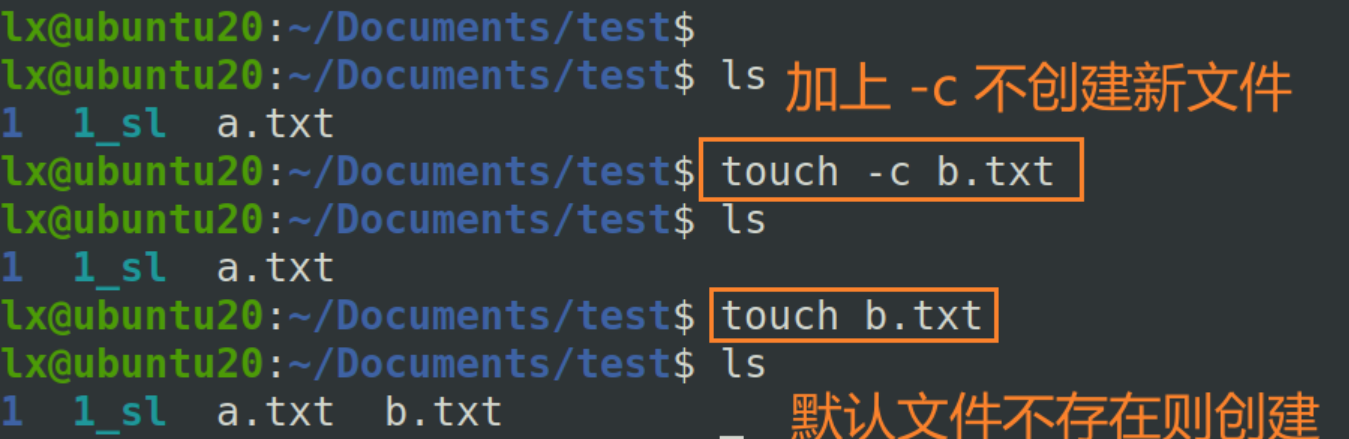 lx@ubuntu20:~/Documents/test$
lx@ubuntu20:~/Documents/test$ ls 加上 -c 不创建新文件
1 1_sl a.txt
lx@ubuntu20:~/Documents/test$ touch -c b.txt
lx@ubuntu20:~/Documents/test$ ls
1 1_sl a.txt
lx@ubuntu20:~/Documents/test$ touch b.txt
lx@ubuntu20:~/Documents/test$ ls
1 1_sl a.txt b.txt 默认文件不存在则创建